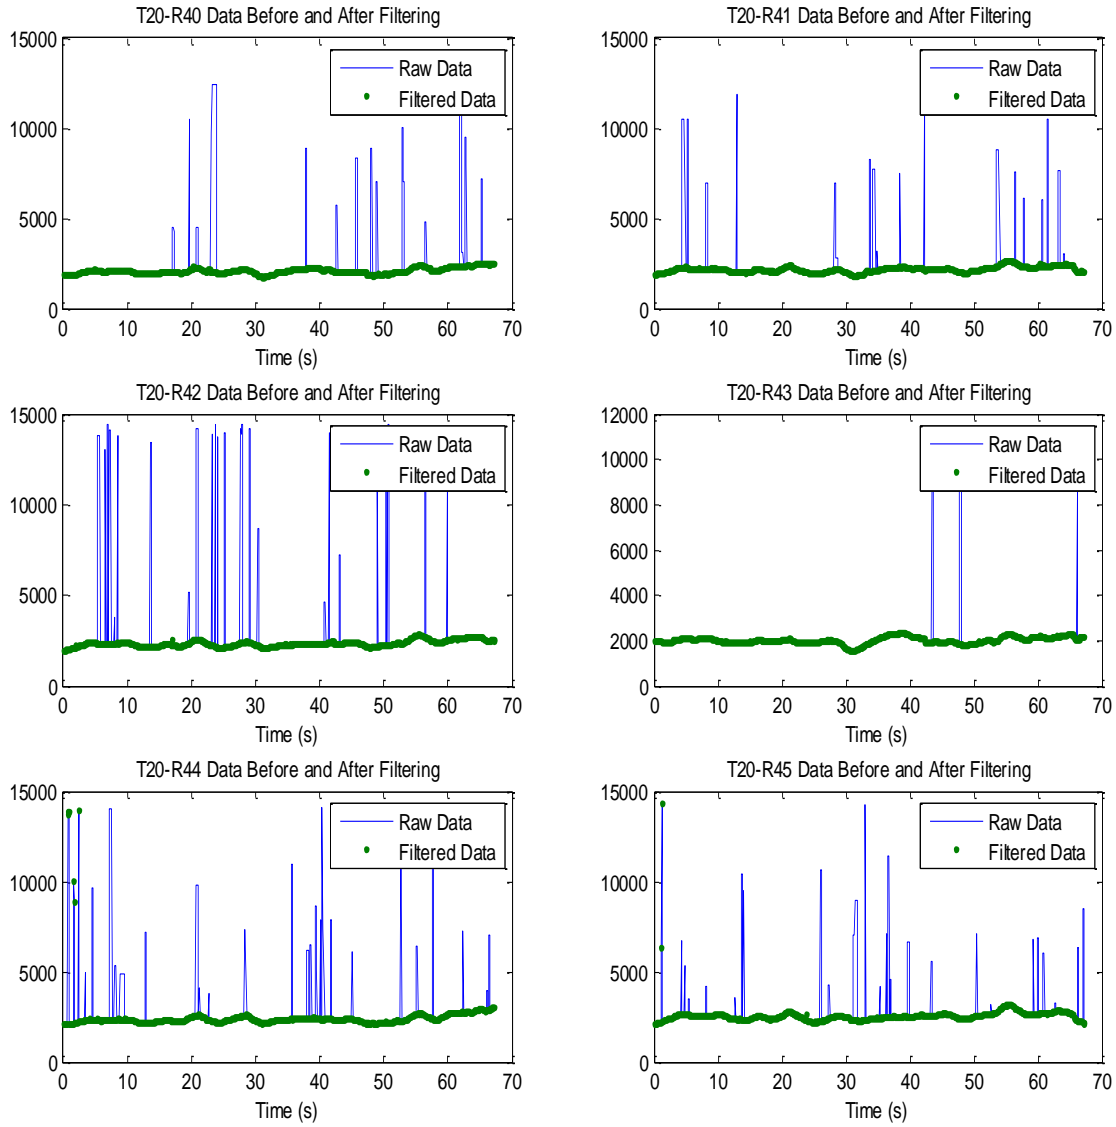 T20-R40 Data Before and After Filtering
15000
10000
5000
0
Raw Data
Filtered Data
0 10 20 30 40 50 60 70
Time (s)
T20-R41 Data Before and After Filtering
15000
10000
5000
0
Raw Data
Filtered Data
0 10 20 30 40 50 60 70
Time (s)
T20-R42 Data Before and After Filtering
15000
10000
5000
0
Raw Data
Filtered Data
0 10 20 30 40 50 60 70
Time (s)
T20-R43 Data Before and After Filtering
12000
10000
8000
6000
4000
2000
0
Raw Data
Filtered Data
0 10 20 30 40 50 60 70
Time (s)
T20-R44 Data Before and After Filtering
15000
10000
5000
0
Raw Data
Filtered Data
0 10 20 30 40 50 60 70
Time (s)
T20-R45 Data Before and After Filtering
15000
10000
5000
0
Raw Data
Filtered Data
0 10 20 30 40 50 60 70
Time (s)